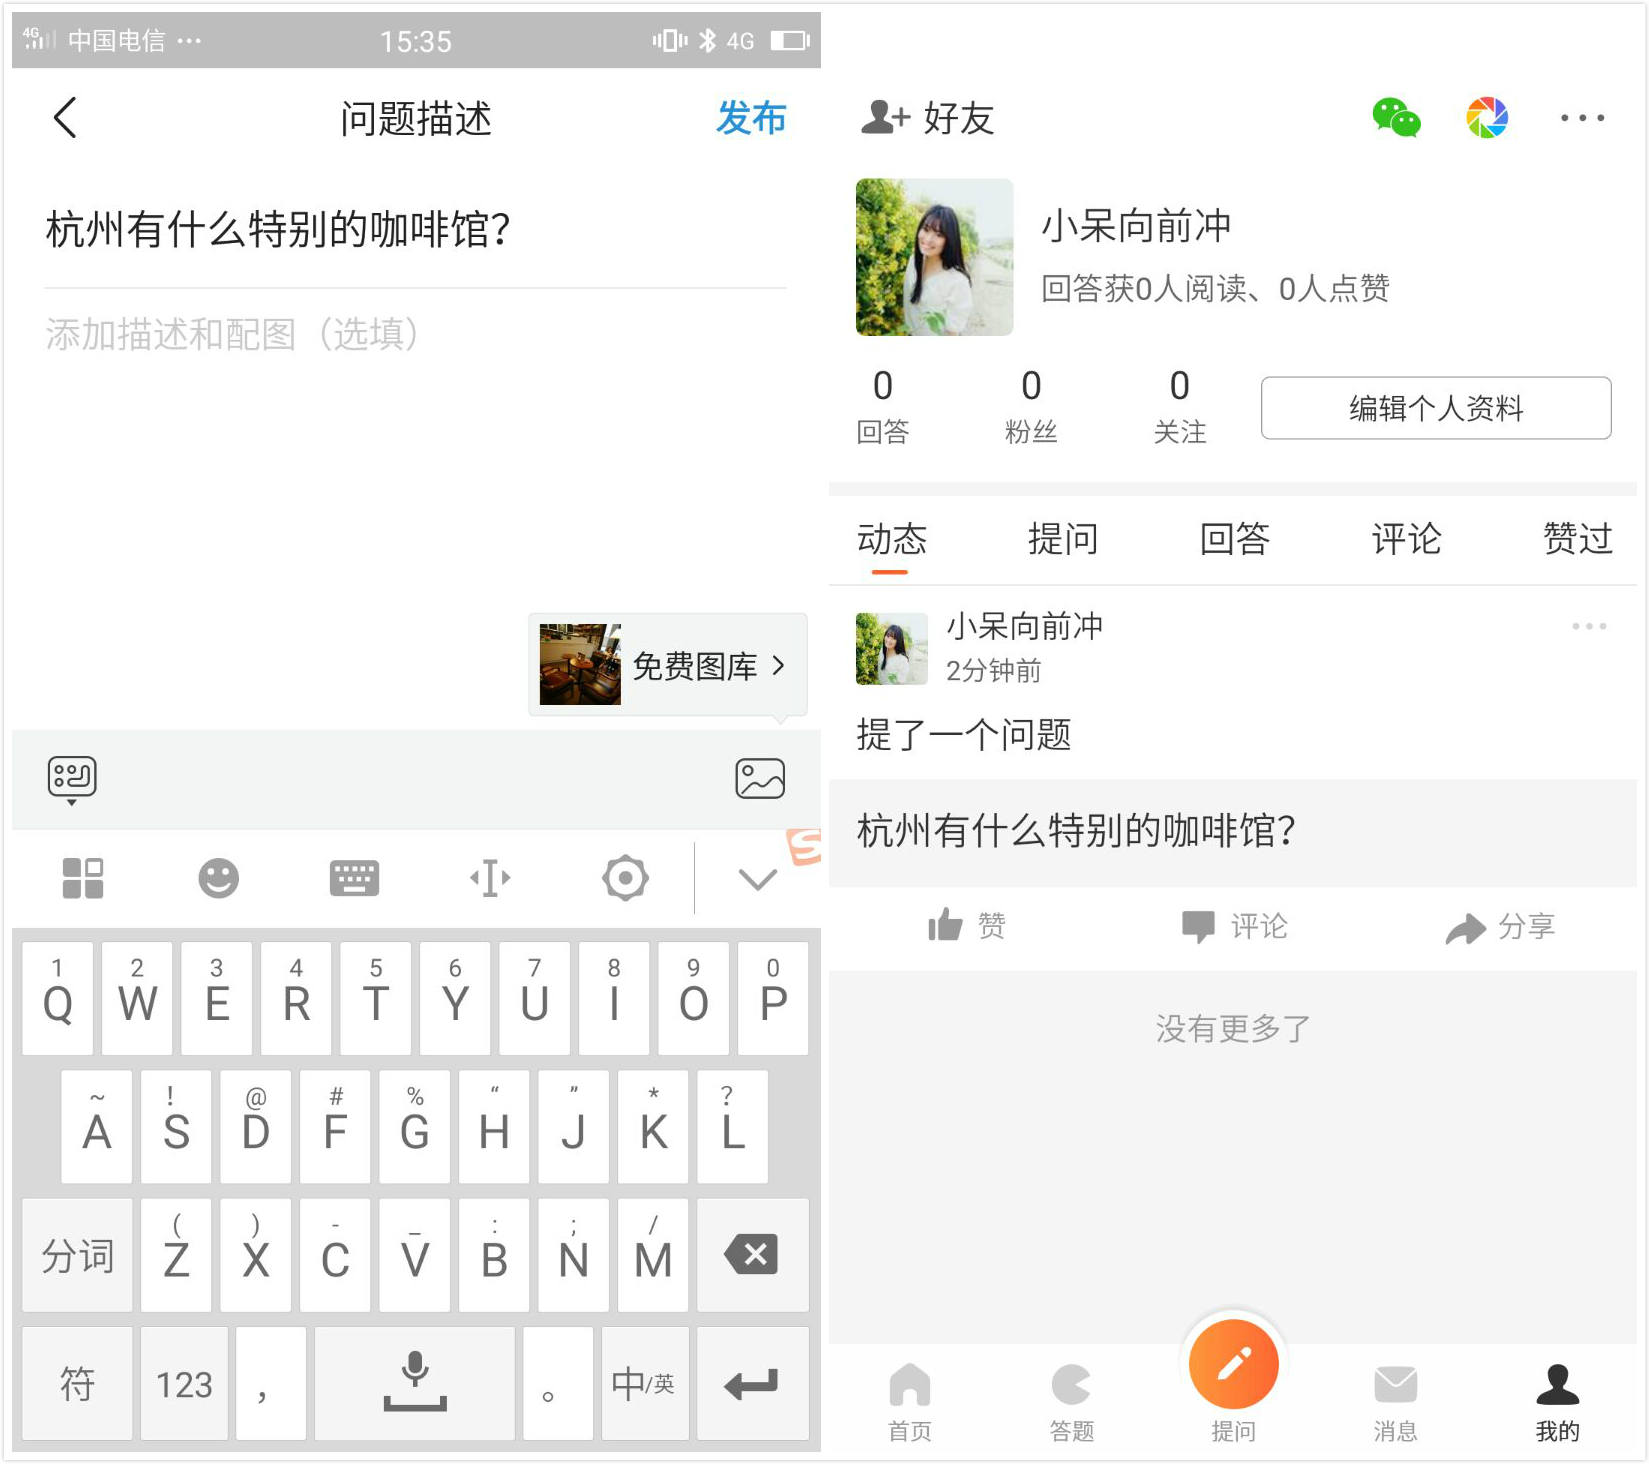 4G 中国电信 ··· 15:35 4G
问题描述 发布
杭州有什么特别的咖啡馆?
添加描述和配图（选填）
免费图库
1 2 3 4 5 6 7 8 9 0
Q W E R T Y U I O P
~ ! @ # % “ ” * ?
A S D F G H J K L
( ) - _ : ; /
分词 Z X C V B N M
符 123 ， 。 中/英
好友 ···
小呆向前冲
回答获0人阅读、0人点赞
0 0 0
回答 粉丝 关注
编辑个人资料
动态 提问 回答 评论 赞过
小呆向前冲
2分钟前
提了一个问题
杭州有什么特别的咖啡馆?
赞 评论 分享
没有更多了
首页 答题 提问 消息 我的